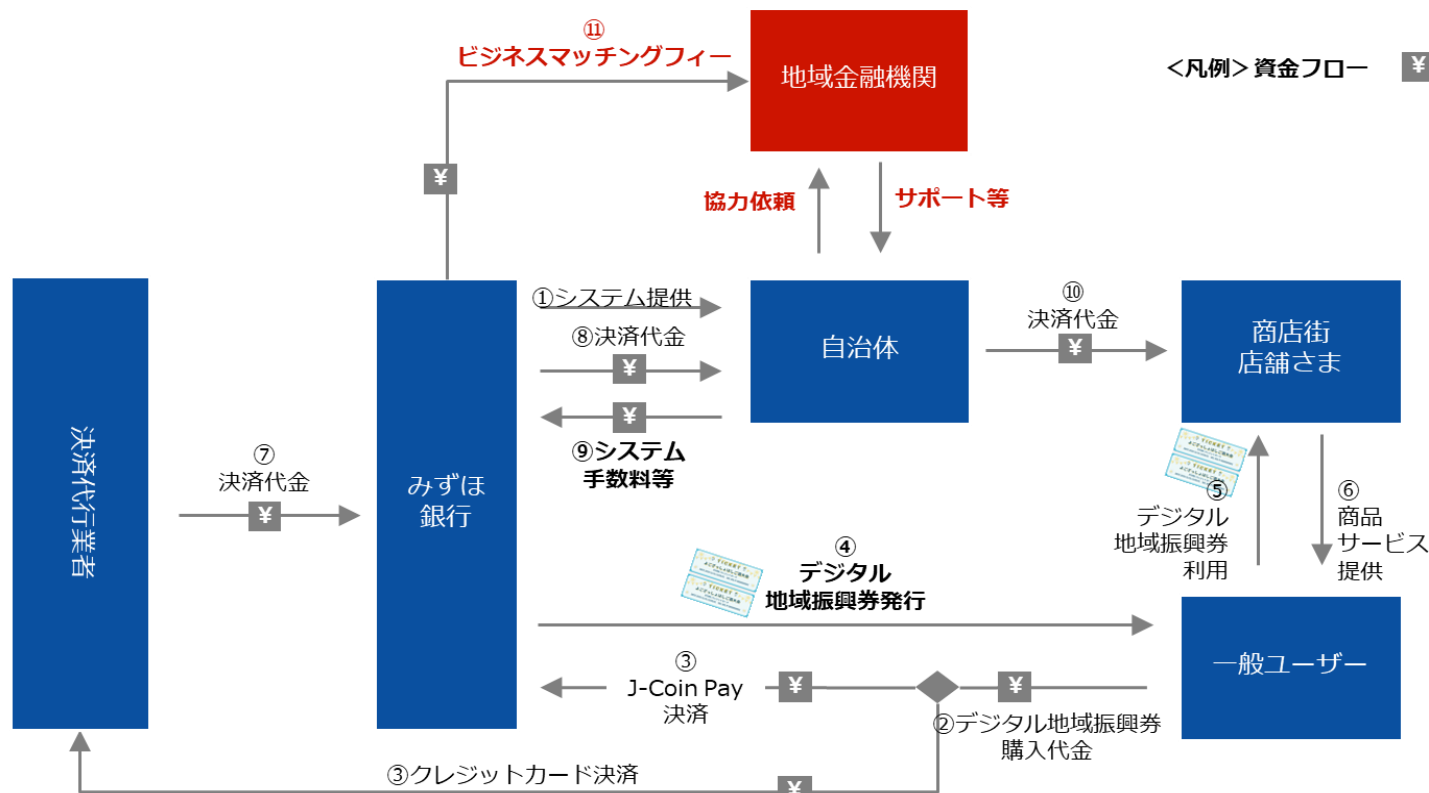 ⑪
ビジネスマッチングフィー
地域金融機関
<凡例>資金フロー ¥
¥
協力依頼
サポート等
①システム提供
⑧決済代金
¥
¥
⑨システム
手数料等
自治体
⑩
決済代金
¥
商店街
店舗さま
決済代行業者
⑦
決済代金
¥
みずほ
銀行
④
デジタル
地域振興券発行
TICKET
TICKET
TICKET
TICKET
⑤
デジタル
地域振興券
利用
⑥
商品
サービス
提供
一般ユーザー
③
J-Coin Pay
決済
¥
¥
②デジタル地域振興券
購入代金
③クレジットカード決済
¥